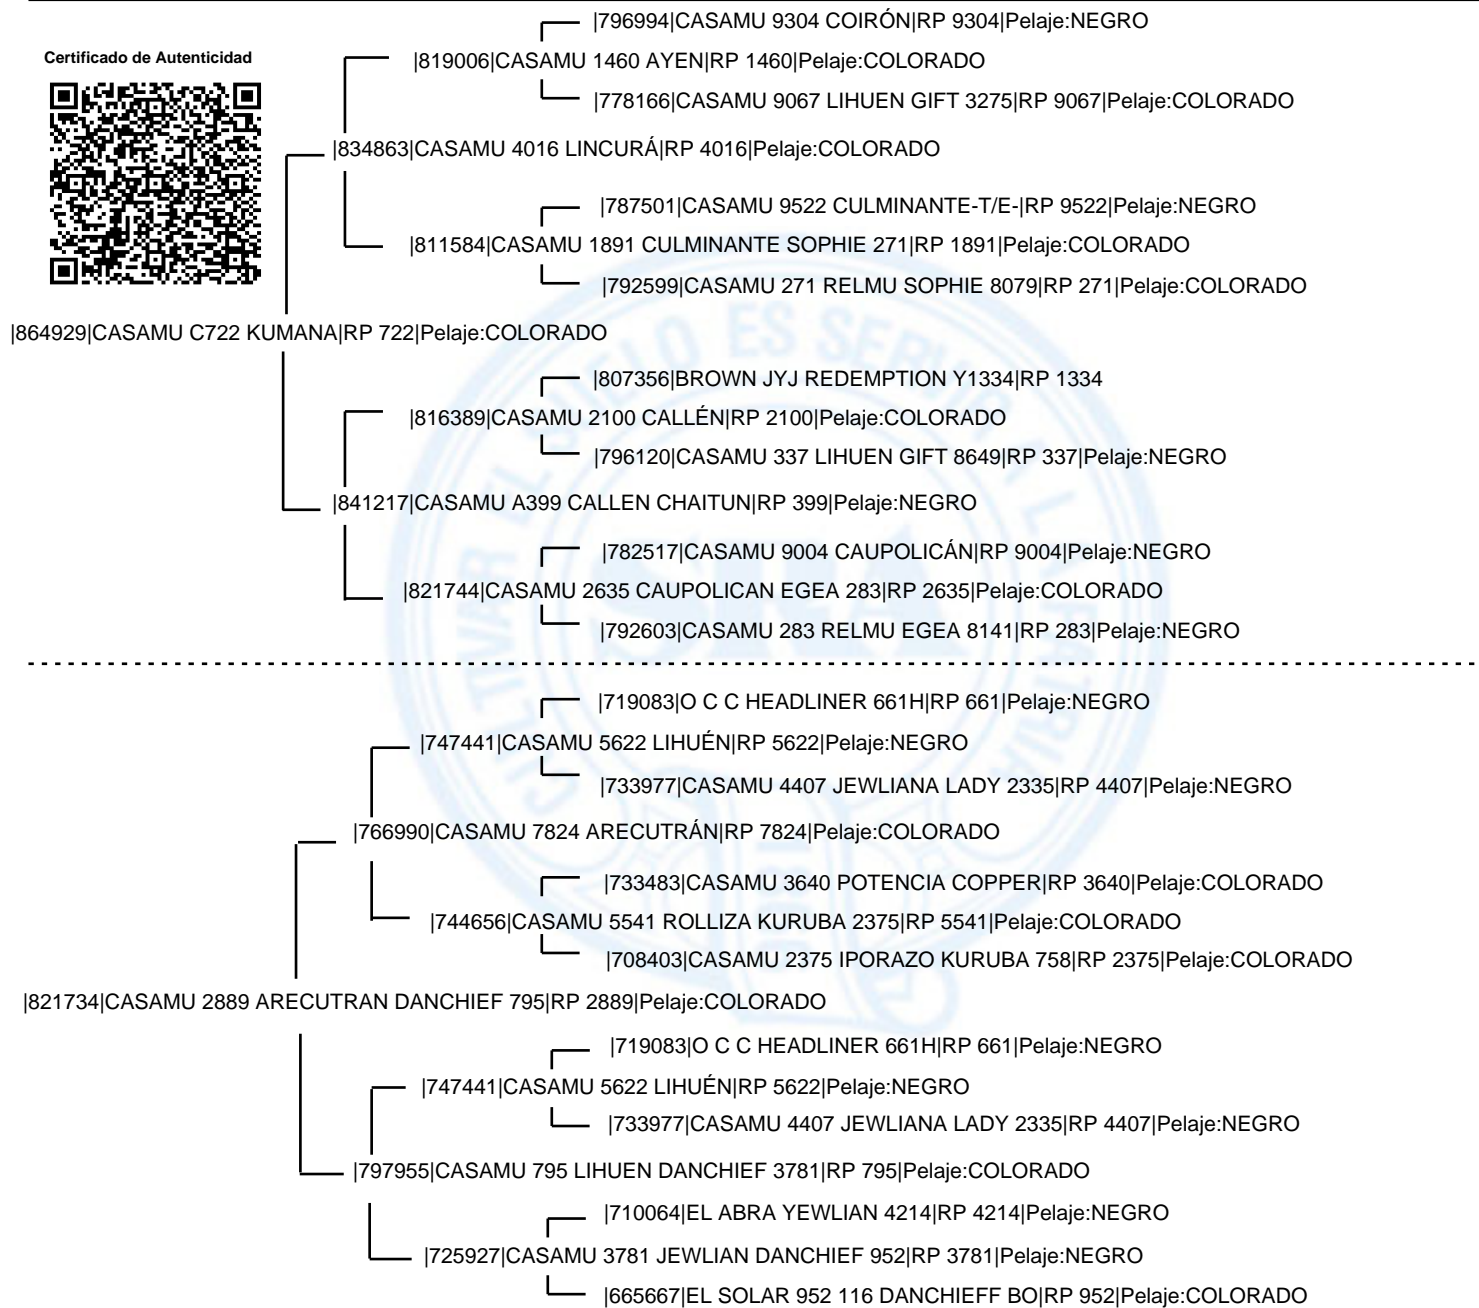 |796994|CASAMU 9304 COIRÓN|RP 9304|Pelaje:NEGRO
Certificado de Autenticidad
|819006|CASAMU 1460 AYEN|RP 1460|Pelaje:COLORADO
|778166|CASAMU 9067 LIHUEN GIFT 3275|RP 9067|Pelaje:COLORADO
|834863|CASAMU 4016 LINCURÁ|RP 4016|Pelaje:COLORADO
|787501|CASAMU 9522 CULMINANTE-T/E-|RP 9522|Pelaje:NEGRO
|811584|CASAMU 1891 CULMINANTE SOPHIE 271|RP 1891|Pelaje:COLORADO
|792599|CASAMU 271 RELMU SOPHIE 8079|RP 271|Pelaje:COLORADO
|864929|CASAMU C722 KUMANA|RP 722|Pelaje:COLORADO
|807356|BROWN JYJ REDEMPTION Y1334|RP 1334
|816389|CASAMU 2100 CALLÉN|RP 2100|Pelaje:COLORADO
|796120|CASAMU 337 LIHUEN GIFT 8649|RP 337|Pelaje:NEGRO
|841217|CASAMU A399 CALLEN CHAITUN|RP 399|Pelaje:NEGRO
|782517|CASAMU 9004 CAUPOLICÁN|RP 9004|Pelaje:NEGRO
|821744|CASAMU 2635 CAUPOLICAN EGEA 283|RP 2635|Pelaje:COLORADO
|792603|CASAMU 283 RELMU EGEA 8141|RP 283|Pelaje:NEGRO
|719083|O C C HEADLINER 661H|RP 661|Pelaje:NEGRO
|747441|CASAMU 5622 LIHUÉN|RP 5622|Pelaje:NEGRO
|733977|CASAMU 4407 JEWLIANA LADY 2335|RP 4407|Pelaje:NEGRO
|766990|CASAMU 7824 ARECUTRÁN|RP 7824|Pelaje:COLORADO
|733483|CASAMU 3640 POTENCIA COPPER|RP 3640|Pelaje:COLORADO
|744656|CASAMU 5541 ROLLIZA KURUBA 2375|RP 5541|Pelaje:COLORADO
|708403|CASAMU 2375 IPORAZO KURUBA 758|RP 2375|Pelaje:COLORADO
|821734|CASAMU 2889 ARECUTRAN DANCHIEF 795|RP 2889|Pelaje:COLORADO
|719083|O C C HEADLINER 661H|RP 661|Pelaje:NEGRO
|747441|CASAMU 5622 LIHUÉN|RP 5622|Pelaje:NEGRO
|733977|CASAMU 4407 JEWLIANA LADY 2335|RP 4407|Pelaje:NEGRO
|797955|CASAMU 795 LIHUEN DANCHIEF 3781|RP 795|Pelaje:COLORADO
|710064|EL ABRA YEWLIAN 4214|RP 4214|Pelaje:NEGRO
|725927|CASAMU 3781 JEWLIAN DANCHIEF 952|RP 3781|Pelaje:NEGRO
|665667|EL SOLAR 952 116 DANCHIEFF BO|RP 952|Pelaje:COLORADO
CULTIVAR EL SUELO ES SERVIR A LA PATRIA
SRA